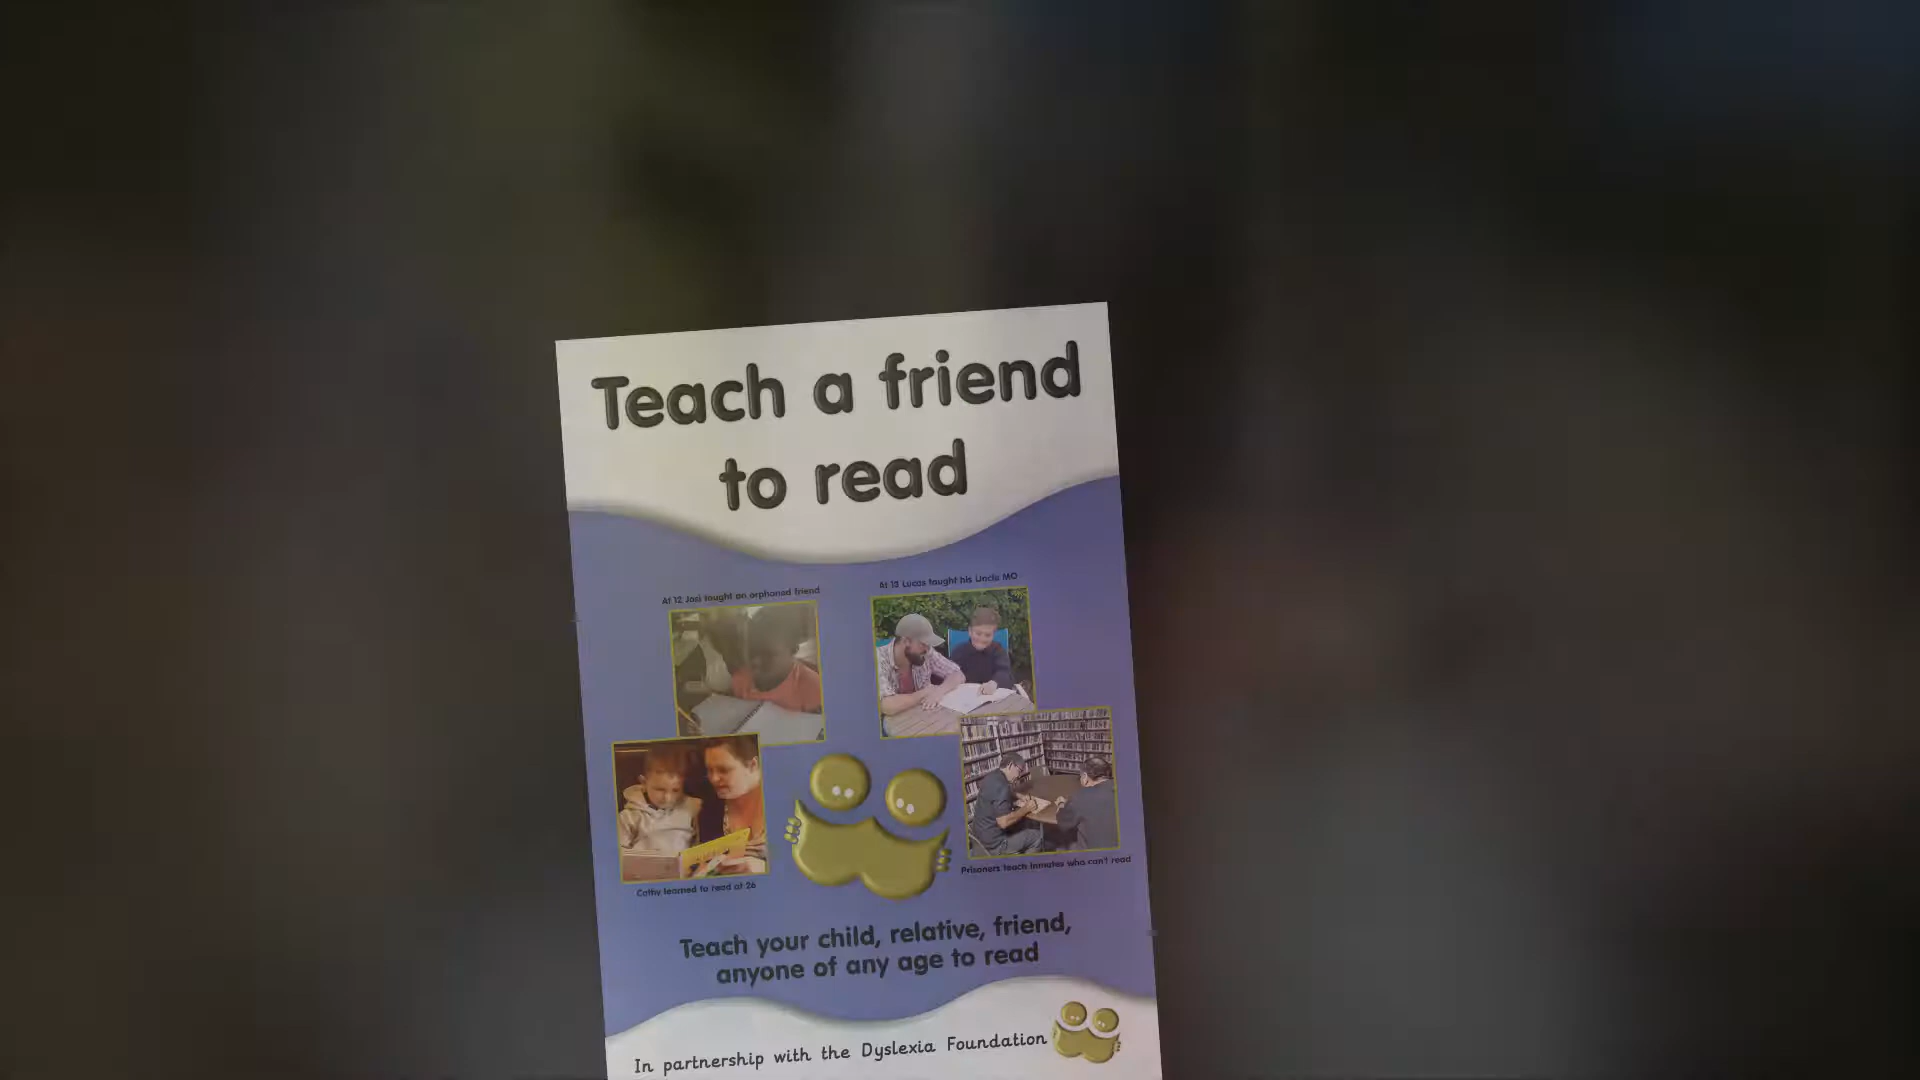 Teach a friend
to read
At 12 Josi taught an orphaned friend
At 13 Lucas taught his Uncle MO
Cathy learned to read at 26
Prisoners teach inmates who can't read
Teach your child, relative, friend,
anyone of any age to read
In partnership with the Dyslexia Foundation